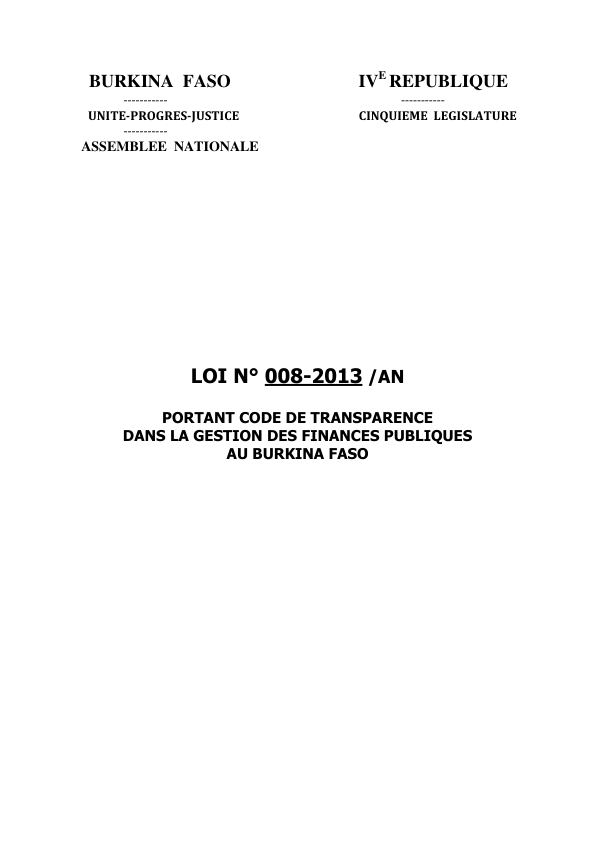 BURKINA FASO
-----------
UNITE-PROGRES-JUSTICE
-----------
ASSEMBLEE NATIONALE
IVE REPUBLIQUE
-----------
CINQUIEME LEGISLATURE
LOI N° 008-2013 /AN
PORTANT CODE DE TRANSPARENCE
DANS LA GESTION DES FINANCES PUBLIQUES
AU BURKINA FASO